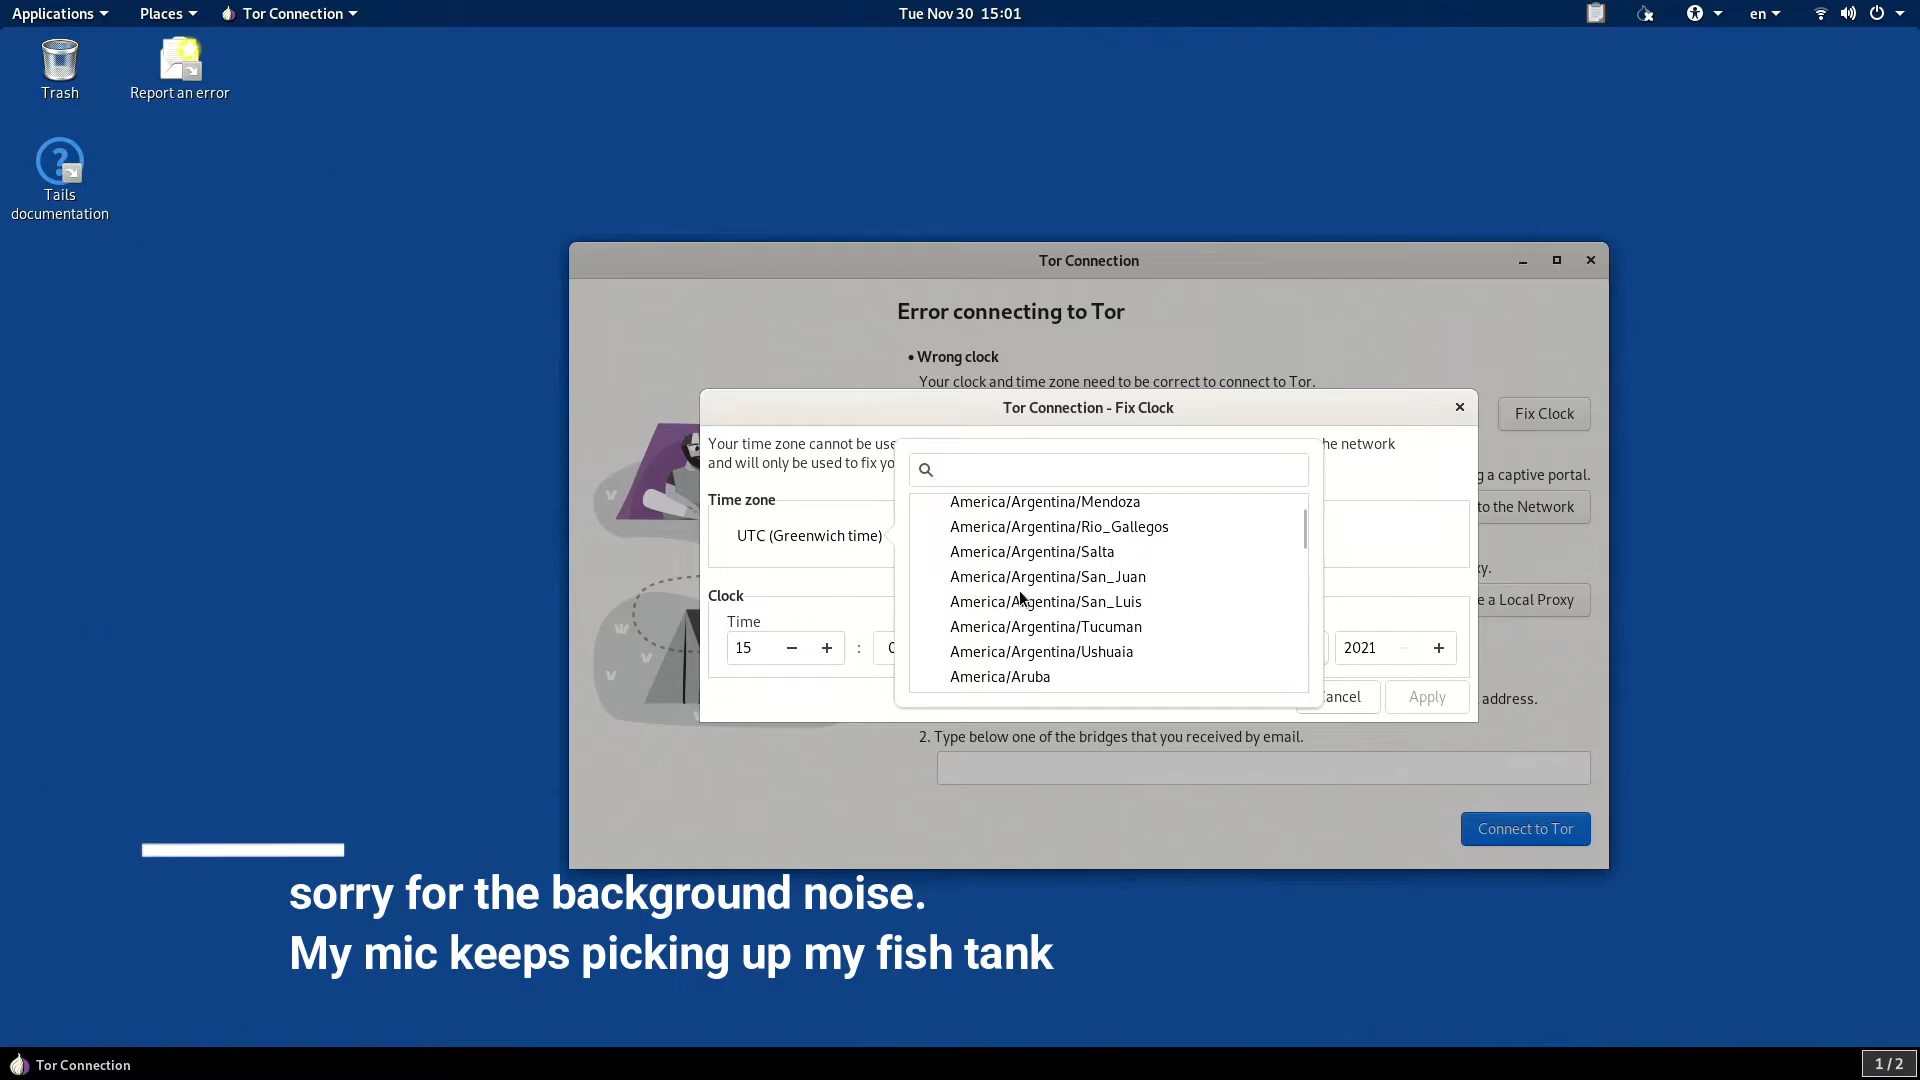 Applications Places Tor Connection Tue Nov 30 15:01 en
Trash
Report an error
Tails
documentation
Tor Connection
Error connecting to Tor
• Wrong clock
Your clock and time zone need to be correct to connect to Tor.
Fix Clock
Tor Connection - Fix Clock
Your time zone cannot be use he network
and will only be used to fix yo
g a captive portal.
to the Network
Time zone
UTC (Greenwich time)
America/Argentina/Mendoza
America/Argentina/Rio_Gallegos
America/Argentina/Salta
America/Argentina/San_Juan
America/Argentina/San_Luis
America/Argentina/Tucuman
America/Argentina/Ushuaia
America/Aruba
xy.
e a Local Proxy
Clock
Time
15 − + : 2021 +
ancel Apply
address.
2. Type below one of the bridges that you received by email.
Connect to Tor
sorry for the background noise.
My mic keeps picking up my fish tank
Tor Connection 1 / 2